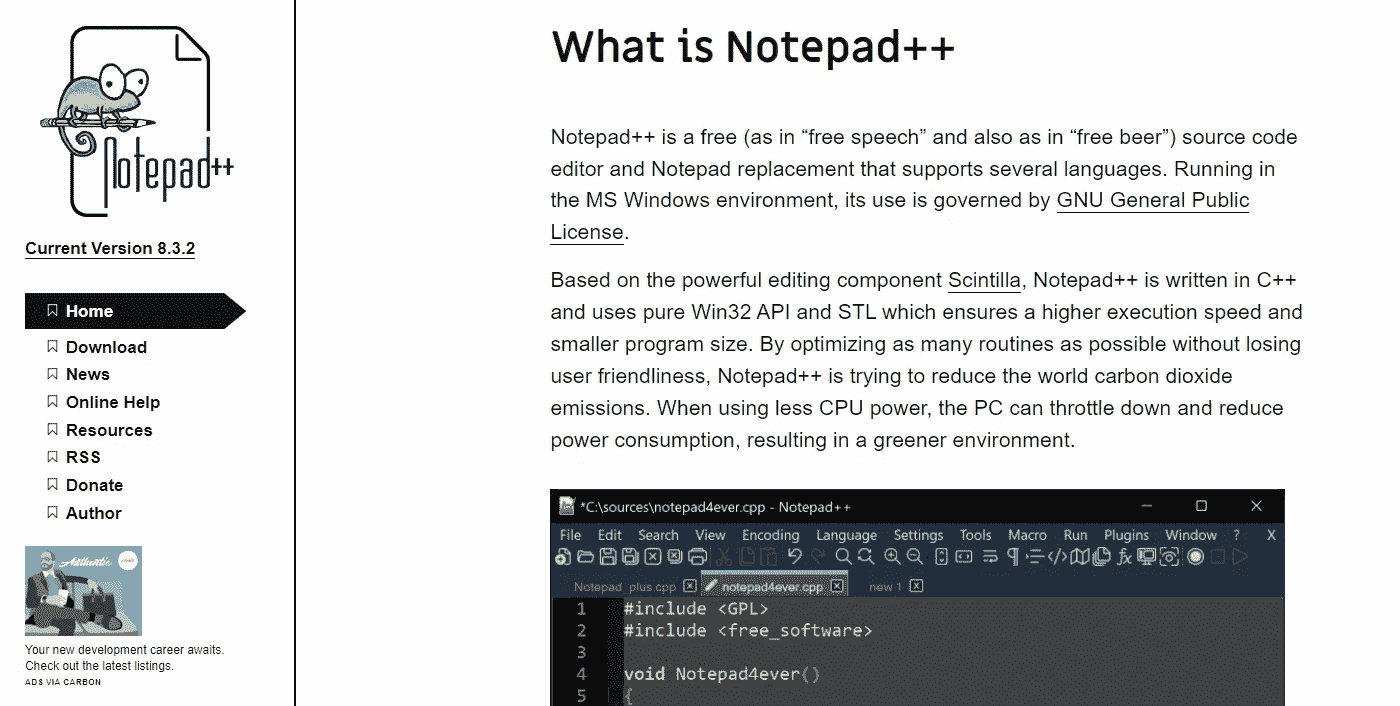 Notepad++
Current Version 8.3.2
Home
Download
News
Online Help
Resources
RSS
Donate
Author
Authentic
Your new development career awaits.
Check out the latest listings.
ADS VIA CARBON
What is Notepad++
Notepad++ is a free (as in “free speech” and also as in “free beer”) source code
editor and Notepad replacement that supports several languages. Running in
the MS Windows environment, its use is governed by GNU General Public
License.
Based on the powerful editing component Scintilla, Notepad++ is written in C++
and uses pure Win32 API and STL which ensures a higher execution speed and
smaller program size. By optimizing as many routines as possible without losing
user friendliness, Notepad++ is trying to reduce the world carbon dioxide
emissions. When using less CPU power, the PC can throttle down and reduce
power consumption, resulting in a greener environment.
*C:\sources\notepad4ever.cpp - Notepad++
File Edit Search View Encoding Language Settings Tools Macro Run Plugins Window ? X
Notepad_plus.cpp notepad4ever.cpp new 1
1 #include <GPL>
2 #include <free_software>
3
4 void Notepad4ever()
5 {